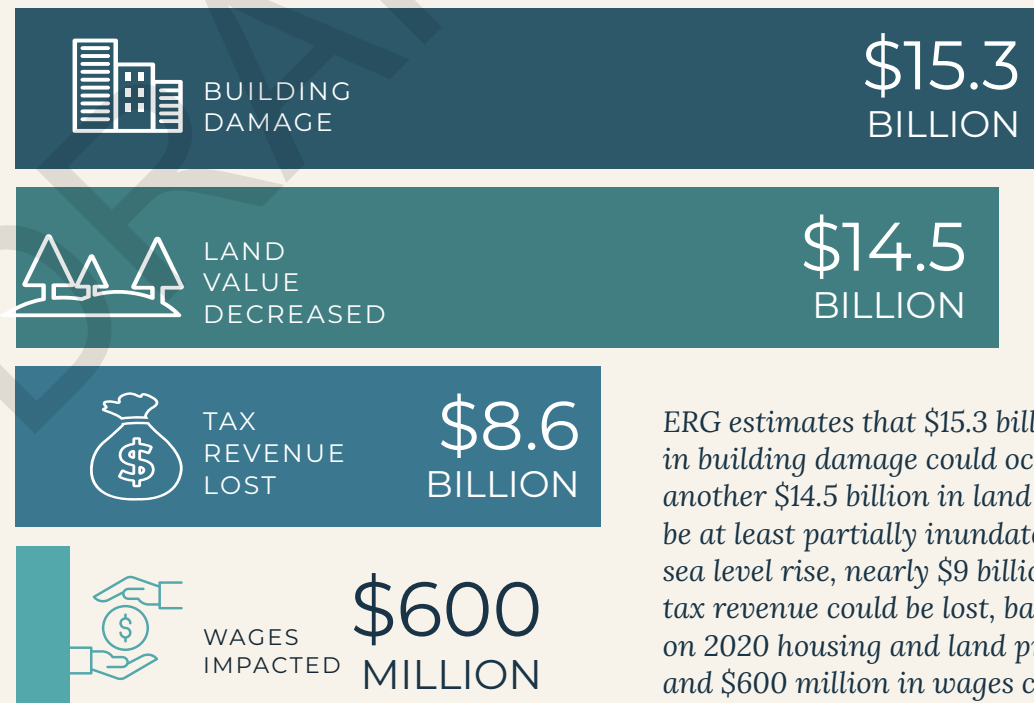 BUILDING
DAMAGE
$15.3
BILLION
LAND
VALUE
DECREASED
$14.5
BILLION
TAX
REVENUE
LOST
$8.6
BILLION
WAGES
IMPACTED
$600
MILLION
ERG estimates that $15.3
in building damage could
another $14.5 billion in land
be at least partially
sea level rise, nearly $9
tax revenue could be lost,
on 2020 housing and land
and $600 million in wages